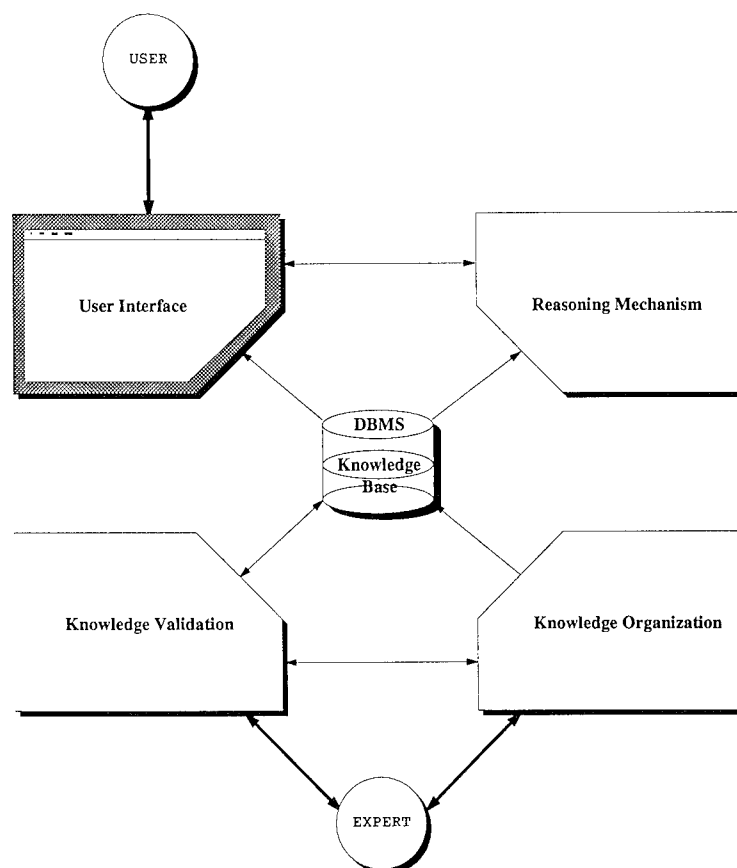 USER
User Interface
Reasoning Mechanism
DBMS
Knowledge
Base
Knowledge Validation
Knowledge Organization
EXPERT